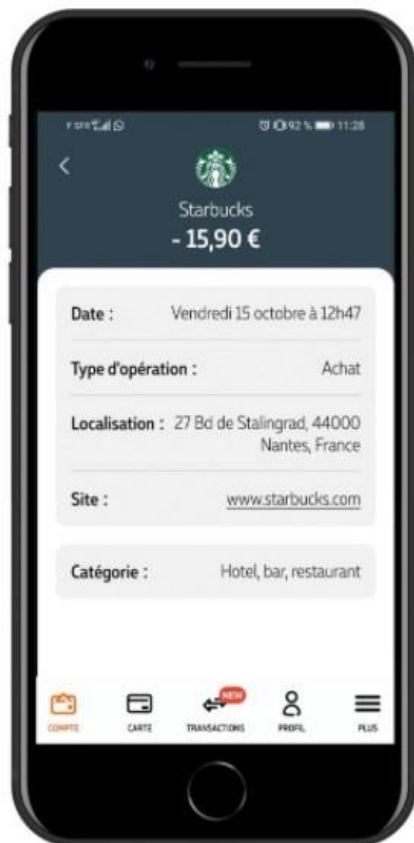 92 % 11:28
Starbucks
- 15,90 €
Date : Vendredi 15 octobre à 12h47
Type d'opération : Achat
Localisation : 27 Bd de Stalingrad, 44000
Nantes, France
Site : www.starbucks.com
Catégorie : Hotel, bar, restaurant
NEW
COMPTE CARTE TRANSACTIONS PROFIL PLUS